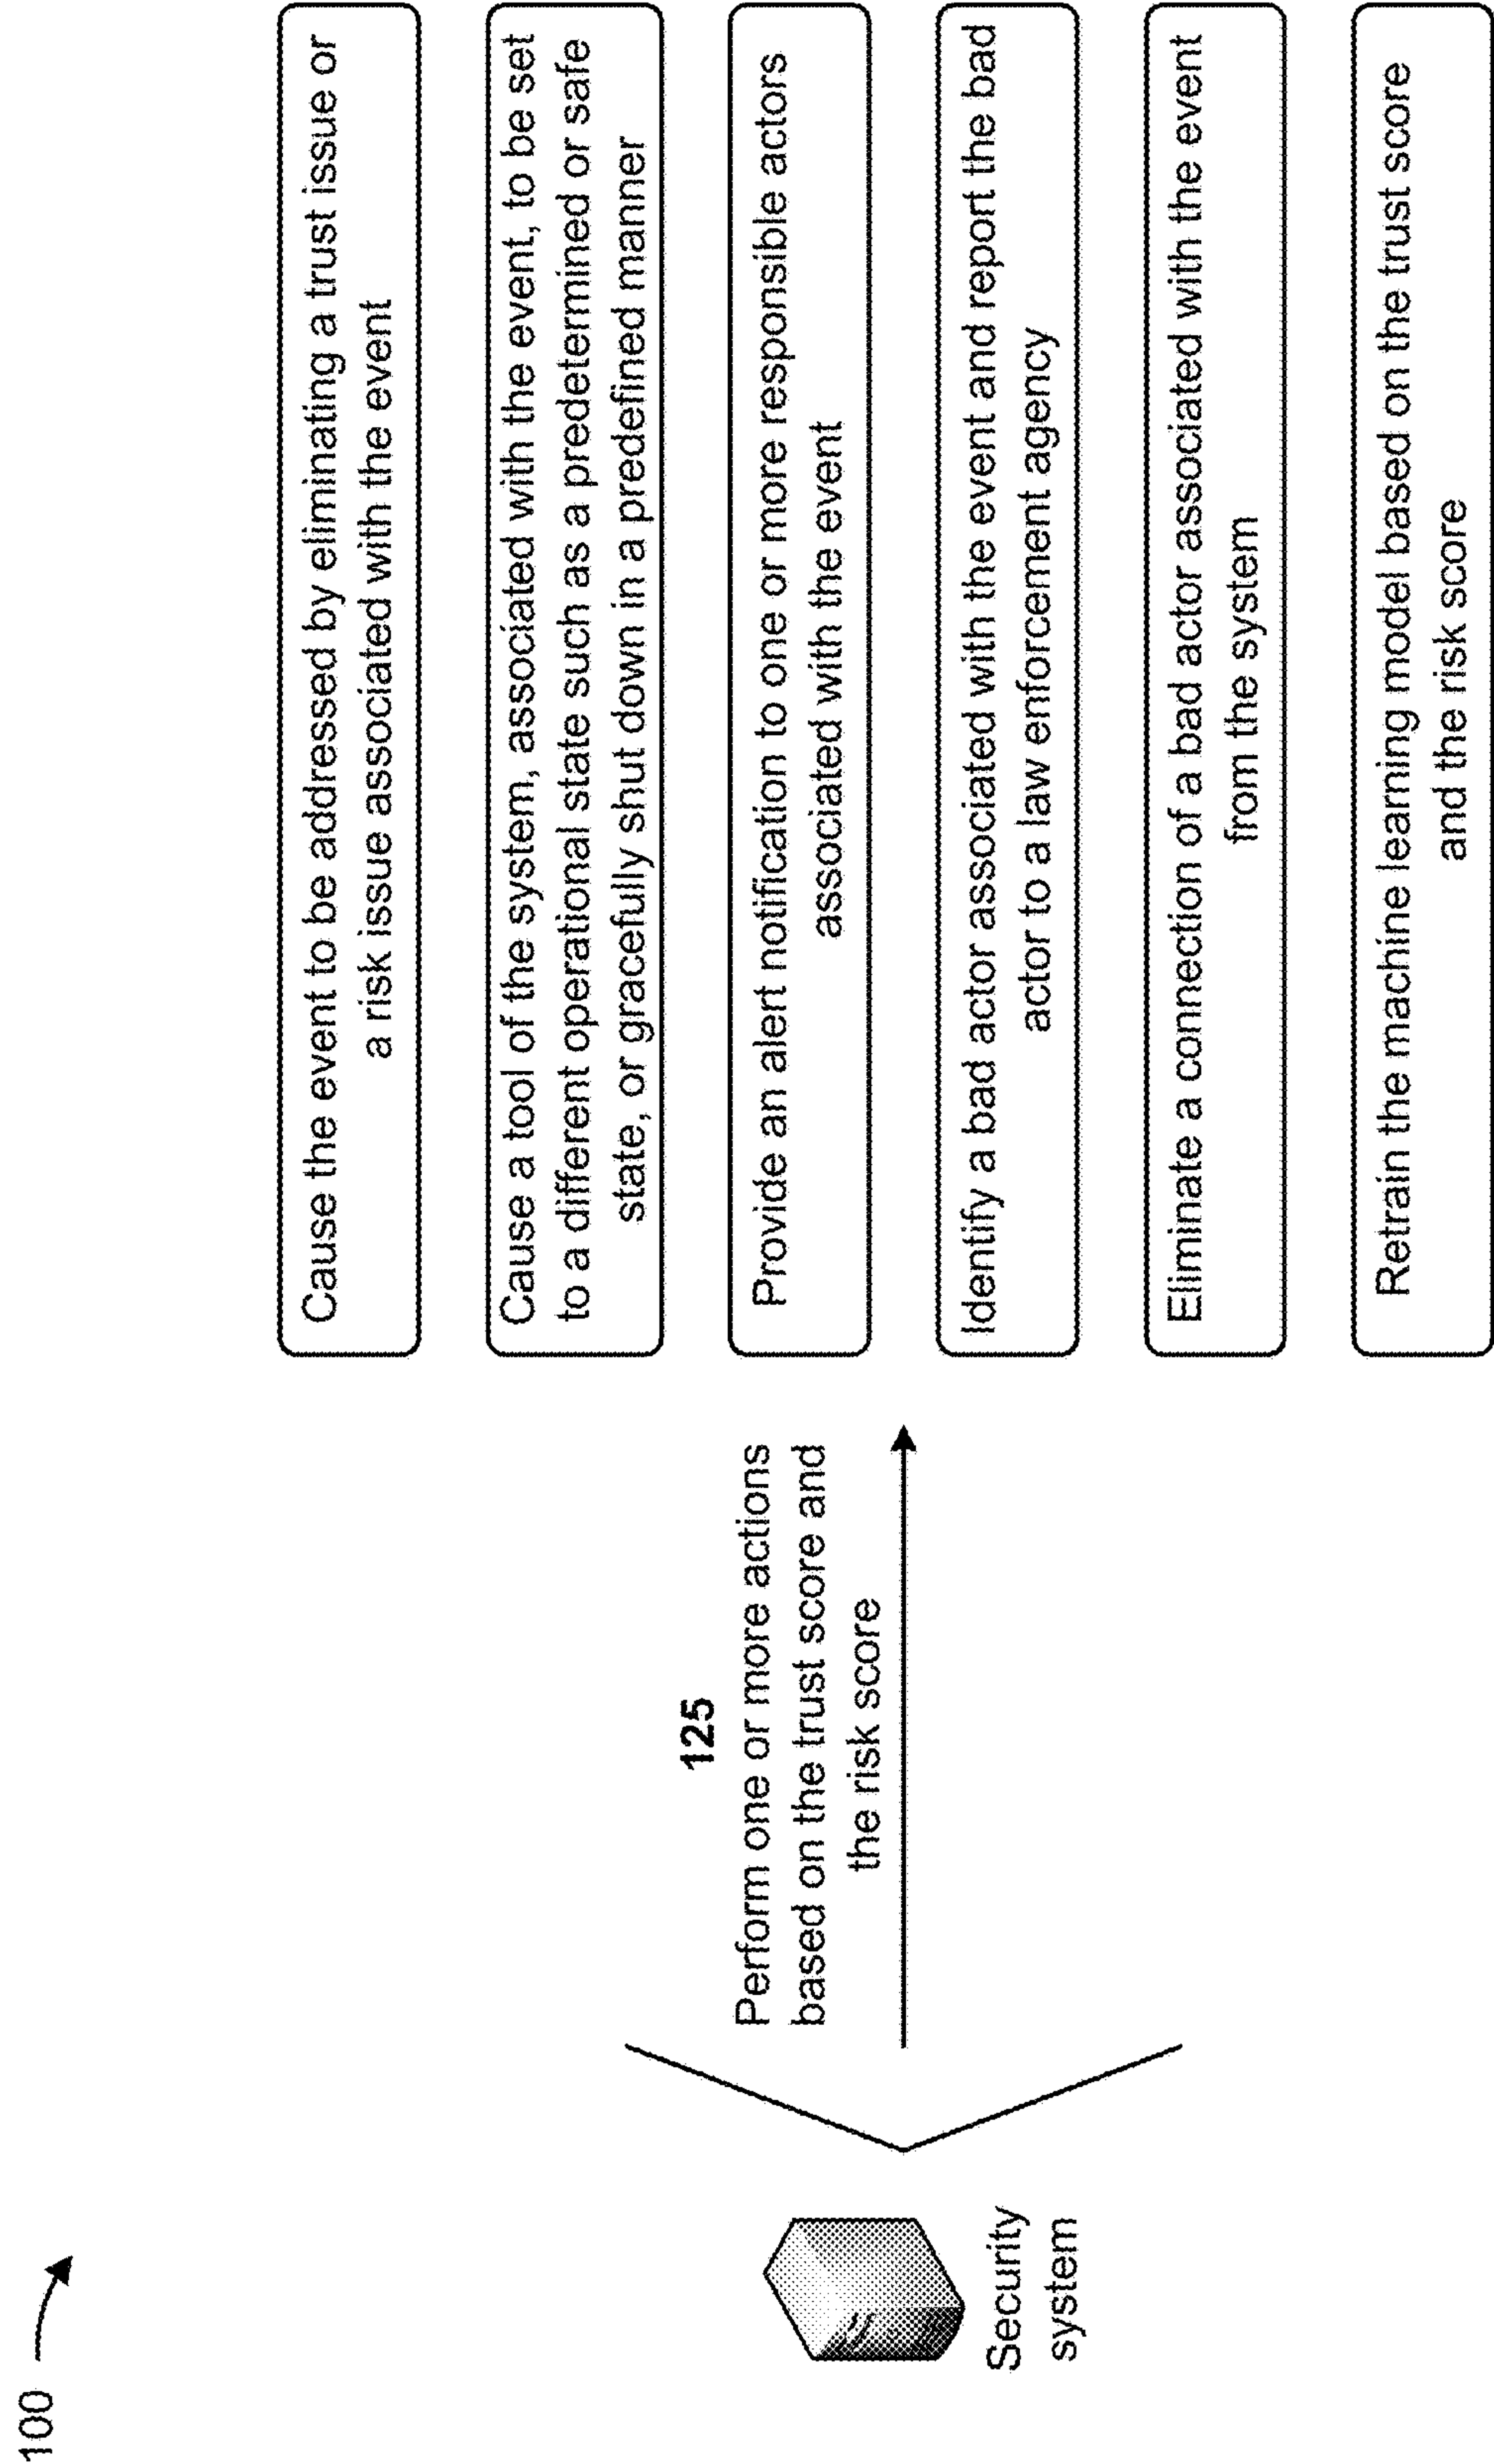 100
Security
system
125
Perform one or more actions
based on the trust score and
the risk score
Cause the event to be addressed by eliminating a trust issue or
a risk issue associated with the event
Cause a tool of the system, associated with the event, to be set
to a different operational state such as a predetermined or safe
state, or gracefully shut down in a predefined manner
Provide an alert notification to one or more responsible actors
associated with the event
Identify a bad actor associated with the event and report the bad
actor to a law enforcement agency
Eliminate a connection of a bad actor associated with the event
from the system
Retrain the machine learning model based on the trust score
and the risk score